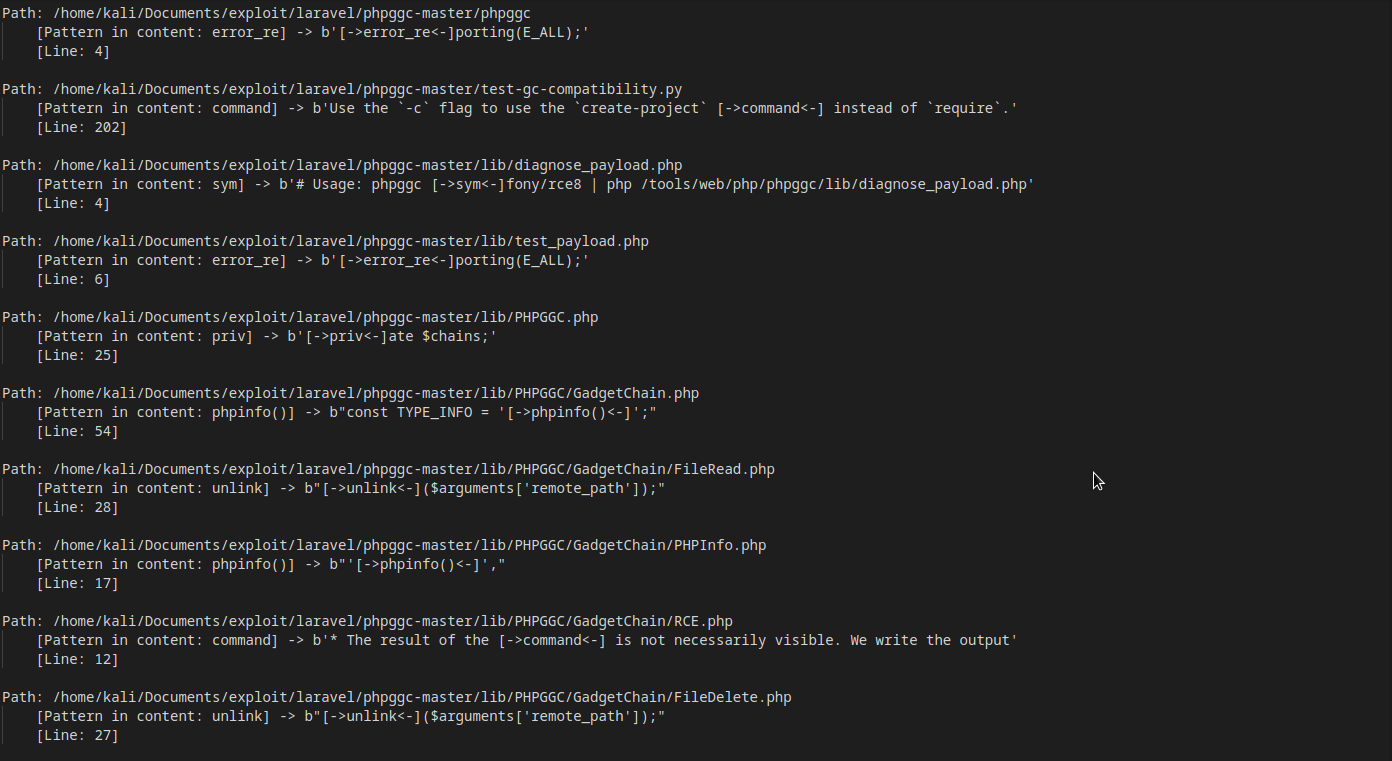 Path: /home/kali/Documents/exploit/laravel/phpggc-master/phpggc
[Pattern in content: error_re] -> b'[->error_re<-]porting(E_ALL);'
[Line: 4]
Path: /home/kali/Documents/exploit/laravel/phpggc-master/test-gc-compatibility.py
[Pattern in content: command] -> b'Use the `-c` flag to use the `create-project` [->command<-] instead of `require`.'
[Line: 202]
Path: /home/kali/Documents/exploit/laravel/phpggc-master/lib/diagnose_payload.php
[Pattern in content: sym] -> b'# Usage: phpggc [->sym<-]fony/rce8 | php /tools/web/php/phpggc/lib/diagnose_payload.php'
[Line: 4]
Path: /home/kali/Documents/exploit/laravel/phpggc-master/lib/test_payload.php
[Pattern in content: error_re] -> b'[->error_re<-]porting(E_ALL);'
[Line: 6]
Path: /home/kali/Documents/exploit/laravel/phpggc-master/lib/PHPGGC.php
[Pattern in content: priv] -> b'[->priv<-]ate $chains;'
[Line: 25]
Path: /home/kali/Documents/exploit/laravel/phpggc-master/lib/PHPGGC/GadgetChain.php
[Pattern in content: phpinfo()] -> b"const TYPE_INFO = '[->phpinfo()<-]';"
[Line: 54]
Path: /home/kali/Documents/exploit/laravel/phpggc-master/lib/PHPGGC/GadgetChain/FileRead.php
[Pattern in content: unlink] -> b"[->unlink<-]($arguments['remote_path']);"
[Line: 28]
Path: /home/kali/Documents/exploit/laravel/phpggc-master/lib/PHPGGC/GadgetChain/PHPInfo.php
[Pattern in content: phpinfo()] -> b"'[->phpinfo()<-]',"
[Line: 17]
Path: /home/kali/Documents/exploit/laravel/phpggc-master/lib/PHPGGC/GadgetChain/RCE.php
[Pattern in content: command] -> b'* The result of the [->command<-] is not necessarily visible. We write the output'
[Line: 12]
Path: /home/kali/Documents/exploit/laravel/phpggc-master/lib/PHPGGC/GadgetChain/FileDelete.php
[Pattern in content: unlink] -> b"[->unlink<-]($arguments['remote_path']);"
[Line: 27]